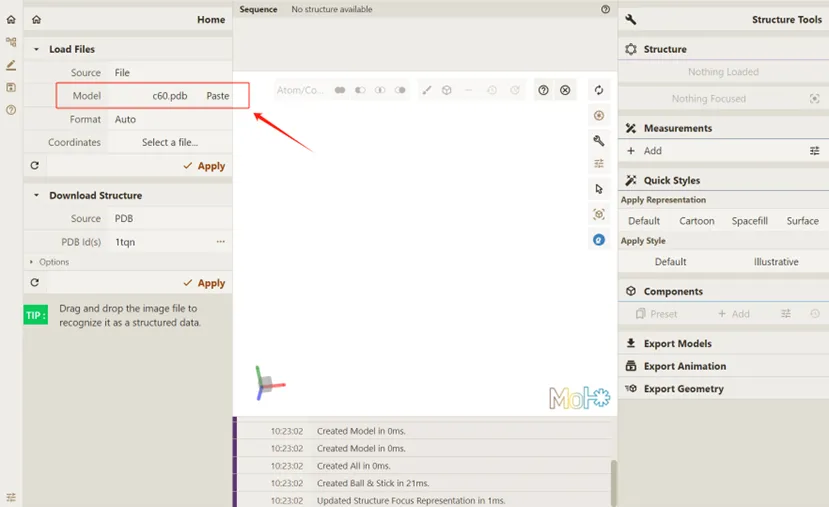 Home
Load Files
Source File
Model c60.pdb Paste
Format Auto
Coordinates Select a file...
Apply
Download Structure
Source PDB
PDB Id(s) 1tqn ...
Options
Apply
TIP : Drag and drop the image file to
recognize it as a structured data.
Sequence No structure available
Atom/Co...
Mol*
10:23:02 Created Model in 0ms.
10:23:02 Created Model in 0ms.
10:23:02 Created All in 0ms.
10:23:02 Created Ball & Stick in 21ms.
10:23:02 Updated Structure Focus Representation in 1ms.
Structure Tools
Structure
Nothing Loaded
Nothing Focused
Measurements
+ Add
Quick Styles
Apply Representation
Default Cartoon Spacefill Surface
Apply Style
Default Illustrative
Components
Preset + Add
Export Models
Export Animation
Export Geometry